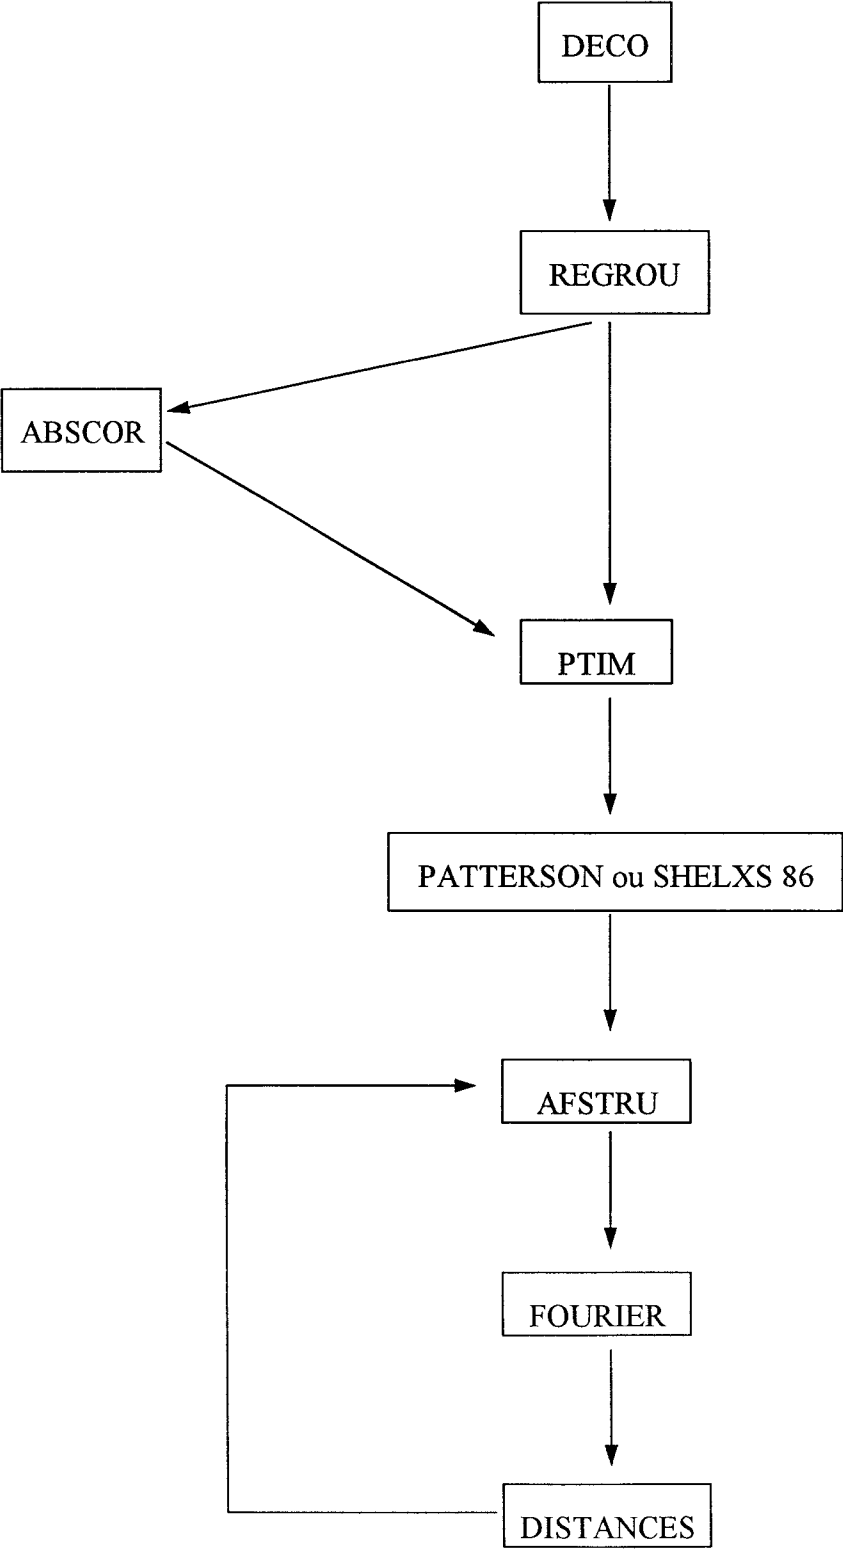 DECO
REGROU
ABSCOR
PTIM
PATTERSON ou SHELXS 86
AFSTRU
FOURIER
DISTANCES